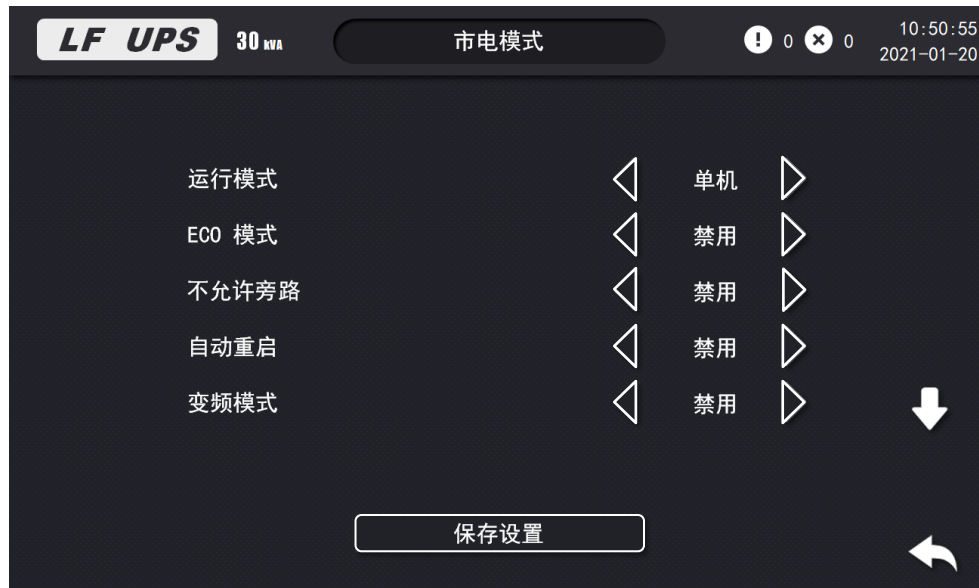 LF UPS 30 kVA 市电模式 0 0 10:50:55
2021-01-20
运行模式 单机
ECO 模式 禁用
不允许旁路 禁用
自动重启 禁用
变频模式 禁用
保存设置